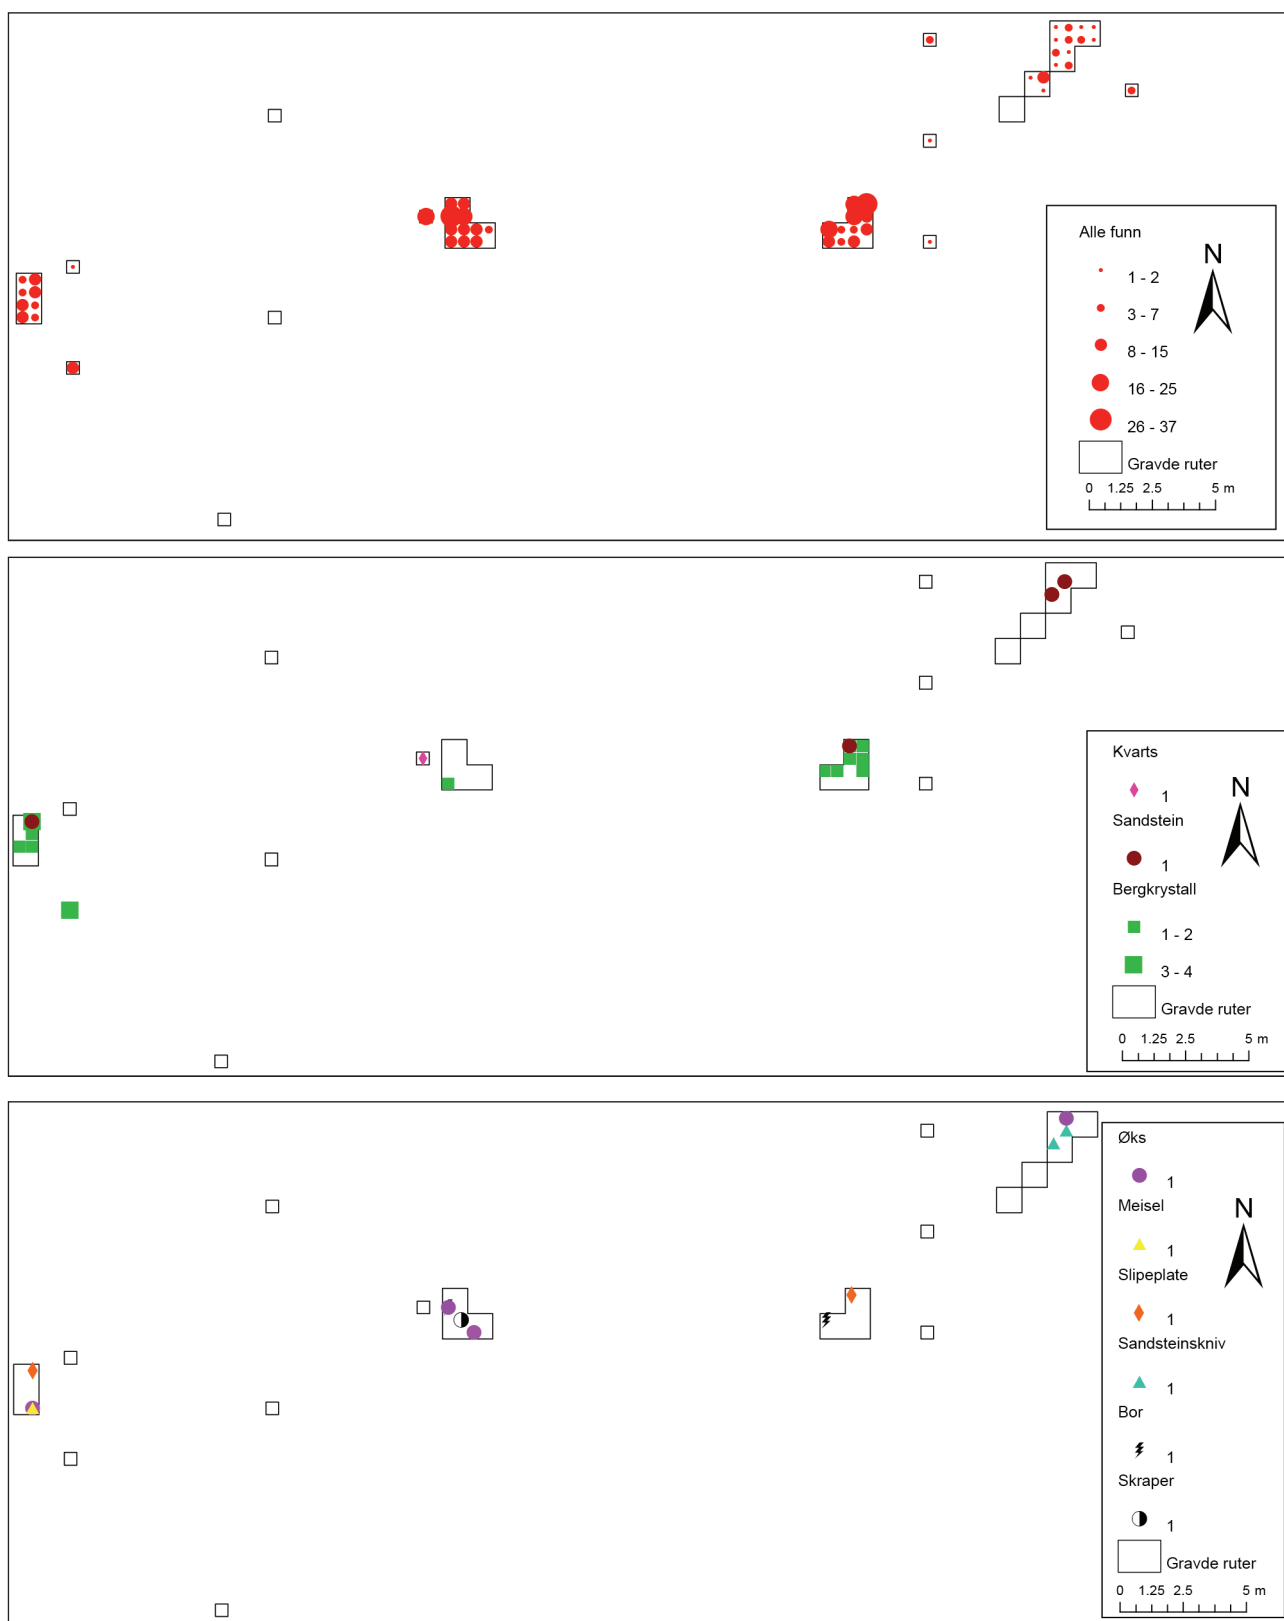 Alle funn
N
1 - 2
3 - 7
8 - 15
16 - 25
26 - 37
Gravde ruter
0 1.25 2.5 5 m
Kvarts
N
1
Sandstein
1
Bergkrystall
1 - 2
3 - 4
Gravde ruter
0 1.25 2.5 5 m
Øks
1
N
Meisel
1
Slipeplate
1
Sandsteinskniv
1
Bor
1
Skraper
1
Gravde ruter
0 1.25 2.5 5 m